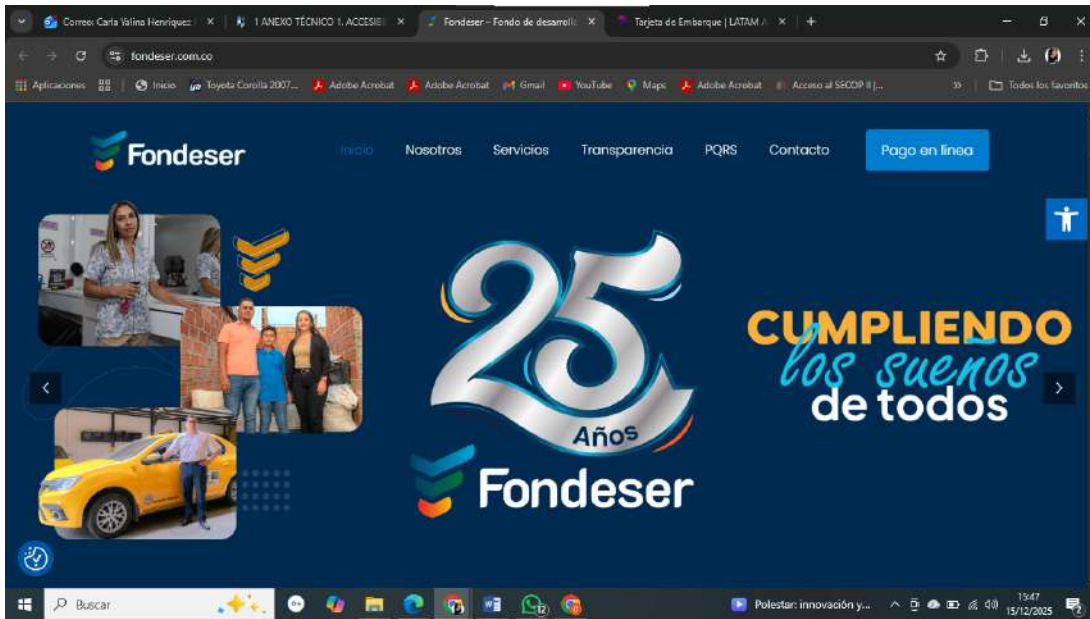 Correo: Carla Yalina Henriquez
1 ANEXO TÉCNICO 1. ACCESIBI
Fondeser – Fondo de desarrollo
Tarjeta de Embarque | LATAM A
fondeser.com.co
Aplicaciones
Inicio
Toyota Corolla 2007...
Adobe Acrobat
Adobe Acrobat
Gmail
YouTube
Maps
Adobe Acrobat
Acceso al SECOP II |...
Todos los favoritos
Fondeser
Inicio
Nosotros
Servicios
Transparencia
PQRS
Contacto
Pago en línea
25
Años
Fondeser
CUMPLIENDO
los sueños
de todos
Buscar
Polestar: innovación y...
15:47
15/12/2025